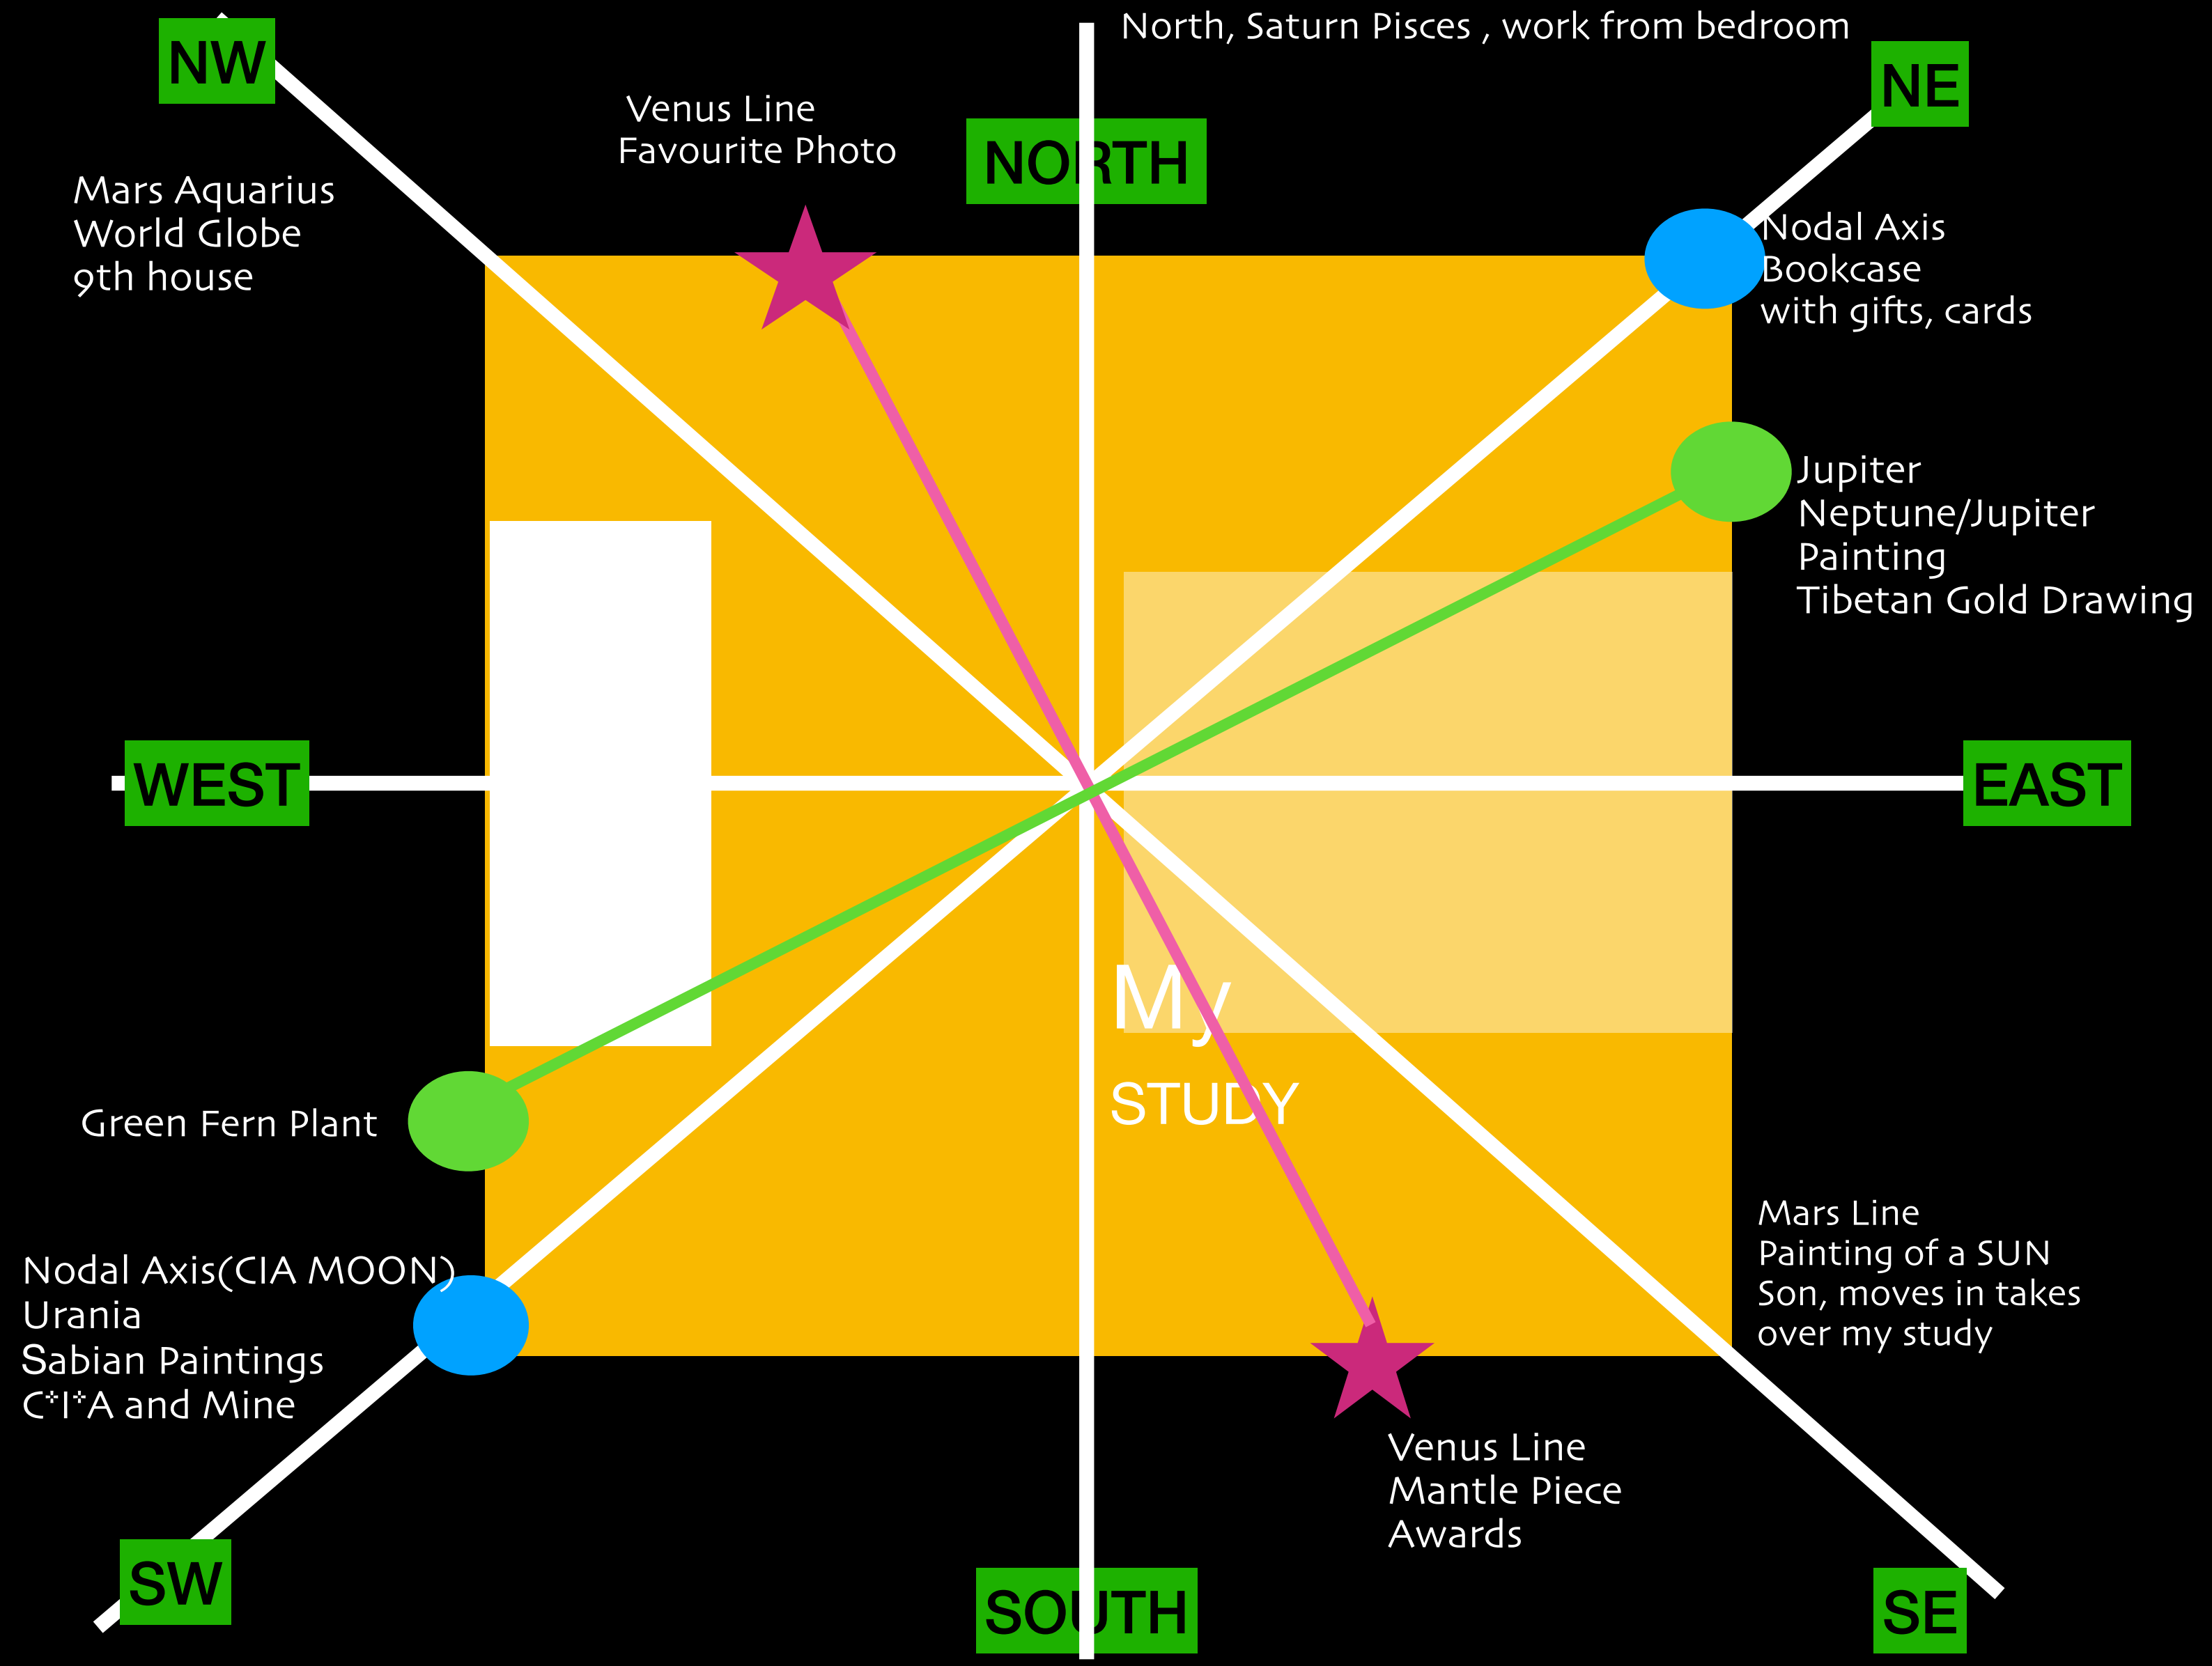 North, Saturn Pisces , work from bedroom
NW
NE
Venus Line
Favourite Photo
NORTH
Mars Aquarius
World Globe
9th house
Nodal Axis
Bookcase
with gifts, cards
Jupiter
Neptune/Jupiter
Painting
Tibetan Gold Drawing
WEST
EAST
My
STUDY
Green Fern Plant
Mars Line
Painting of a SUN
Son, moves in takes
over my study
Nodal Axis(CIA MOON)
Urania
Sabian Paintings
C*I*A and Mine
Venus Line
Mantle Piece
Awards
SW
SOUTH
SE